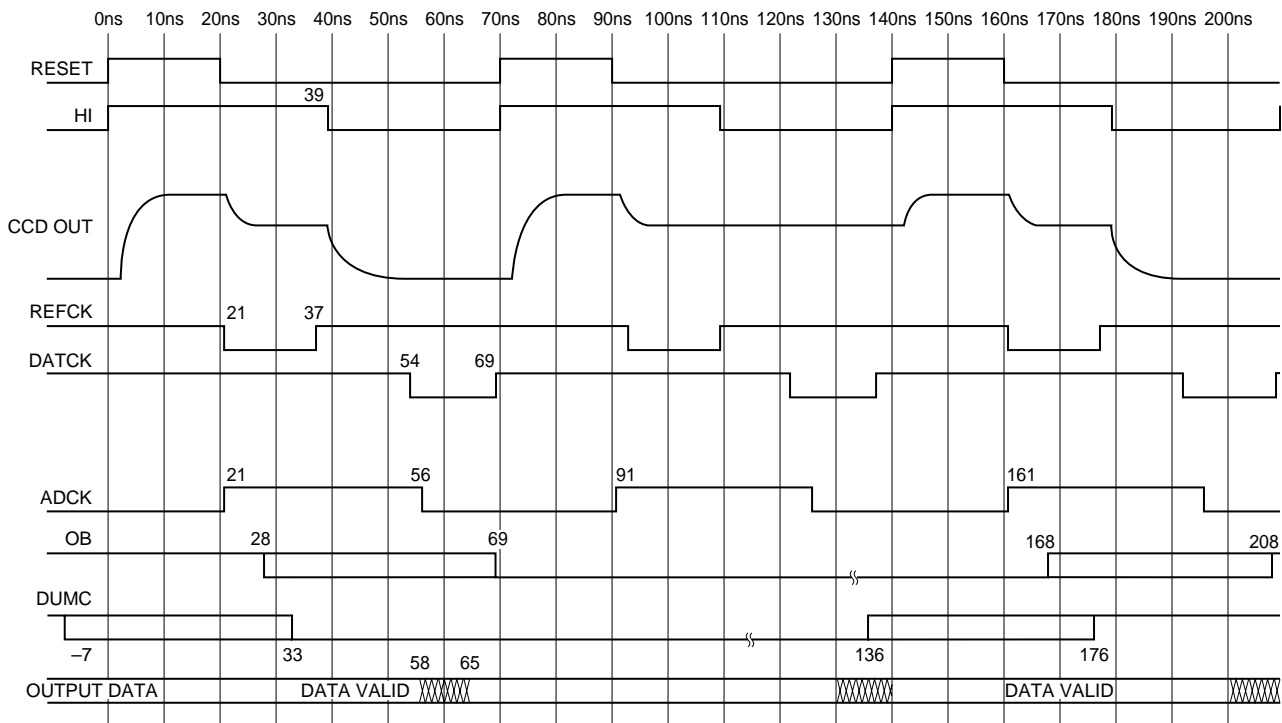 0ns 10ns 20ns 30ns 40ns 50ns 60ns 70ns 80ns 90ns 100ns 110ns 120ns 130ns 140ns 150ns 160ns 170ns 180ns 190ns 200ns
RESET
39
HI
CCD OUT
REFCK 21 37
DATCK 54 69
21 56 91 161
ADCK
OB 28 69 168 208
DUMC
–7 33 136 176
58 65
OUTPUT DATA DATA VALID DATA VALID